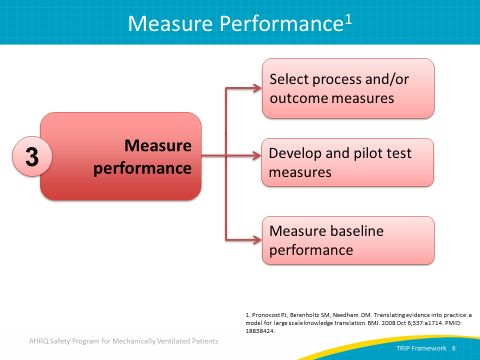 Measure Performance1
Select process and/or
outcome measures
3
Measure
performance
Develop and pilot test
measures
Measure baseline
performance
1. Pronovost PJ, Berenholtz SM, Needham DM. Translating evidence into practice: a
model for large scale knowledge translation. BMJ. 2008 Oct 6;337:a1714. PMID:
18838424.
AHRQ Safety Program for Mechanically Ventilated Patients
TRIP Framework 8